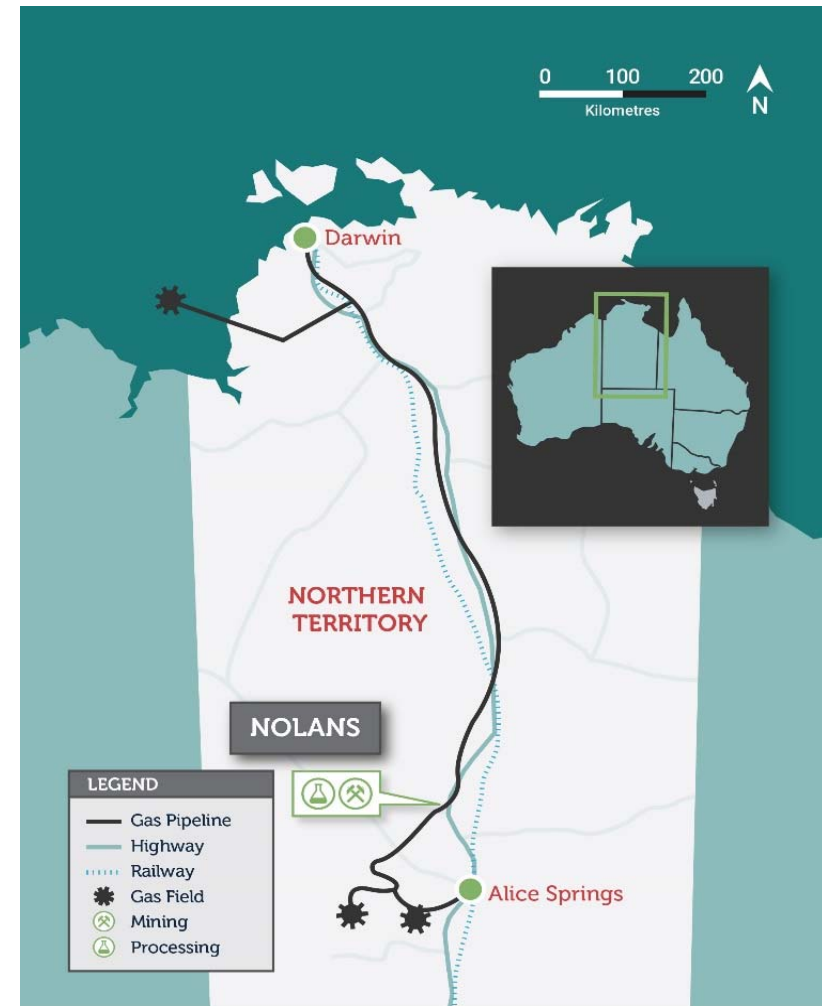 0 100 200
Kilometres
N
Darwin
NORTHERN
TERRITORY
NOLANS
LEGEND
Gas Pipeline
Highway
Railway
Gas Field
Mining
Processing
Alice Springs